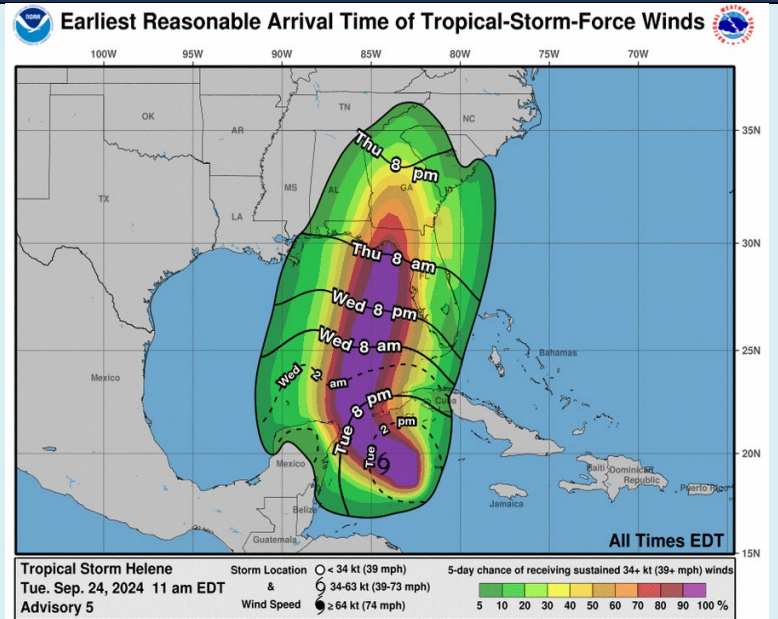 NOAA
Earliest Reasonable Arrival Time of Tropical-Storm-Force Winds
100W 95W 90W 85W 80W 75W 70W
35N
30N
25N
20N
15N
OK
TN
NC
AR
TX
MS
AL
GA
LA
FL
Thu 8 pm
Thu 8 am
Wed 8 pm
Wed 8 am
Wed 2 am
Tue 8 pm
Tue 2 pm
Bahamas
Mexico
Cuba
Mexico
Haiti
Dominican
Republic
Puerto Rico
Jamaica
Belize
Guatemala
All Times EDT
Tropical Storm Helene
Tue. Sep. 24, 2024 11 am EDT
Advisory 5
Storm Location
&
Wind Speed
< 34 kt (39 mph)
34-63 kt (39-73 mph)
≥ 64 kt (74 mph)
5-day chance of receiving sustained 34+ kt (39+ mph) winds
5 10 20 30 40 50 60 70 80 90 100 %